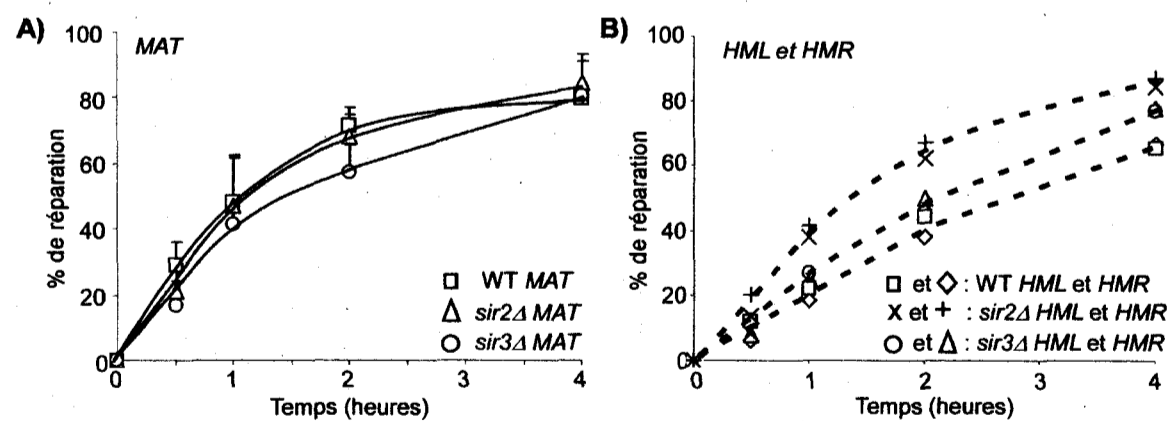 A)
MAT
% de réparation
100
80
60
40
20
0
0 1 2 3 4
Temps (heures)
□ WT MAT
△ sir2Δ MAT
○ sir3Δ MAT
B)
HML et HMR
% de réparation
100
80
60
40
20
0
0 1 2 3 4
Temps (heures)
□ et ◇ : WT HML et HMR
x et + : sir2Δ HML et HMR
○ et △ : sir3Δ HML et HMR